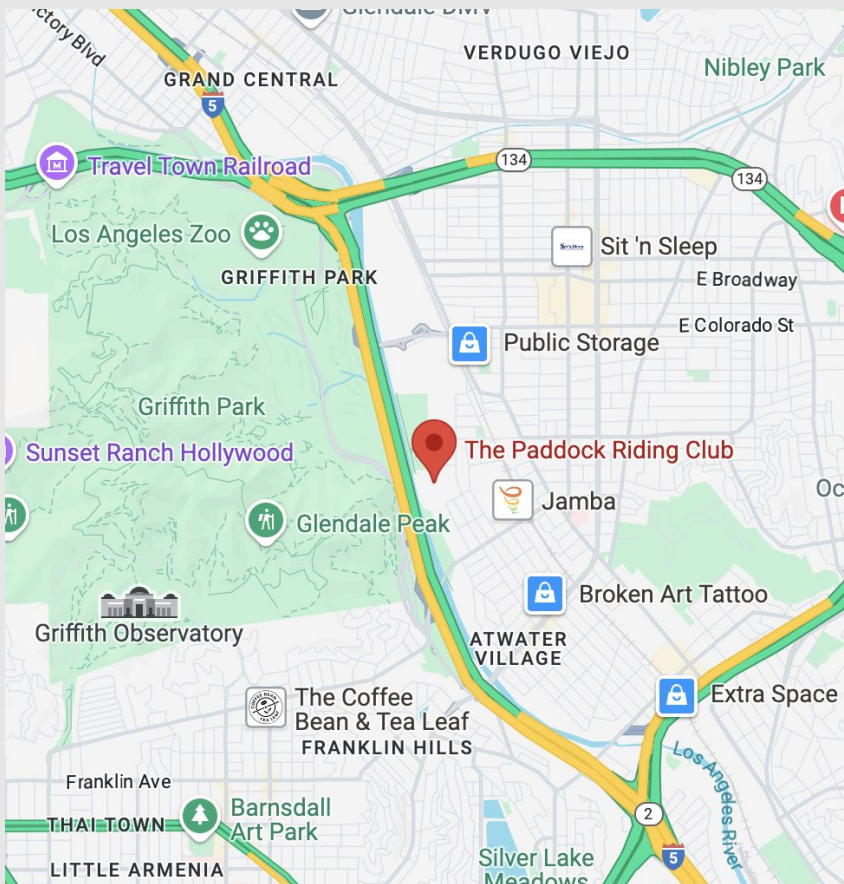 Glendale DMV
ctory Blvd
VERDUGO VIEJO
Nibley Park
GRAND CENTRAL
5
134
Travel Town Railroad
134
Los Angeles Zoo
Sit 'n Sleep
GRIFFITH PARK
E Broadway
E Colorado St
Public Storage
Griffith Park
Sunset Ranch Hollywood
The Paddock Riding Club
Oc
Jamba
Glendale Peak
Broken Art Tattoo
Griffith Observatory
ATWATER
VILLAGE
The Coffee
Bean & Tea Leaf
Extra Space
FRANKLIN HILLS
Los Angeles River
Franklin Ave
Barnsdall
Art Park
2
THAI TOWN
5
Silver Lake
Meadows
LITTLE ARMENIA